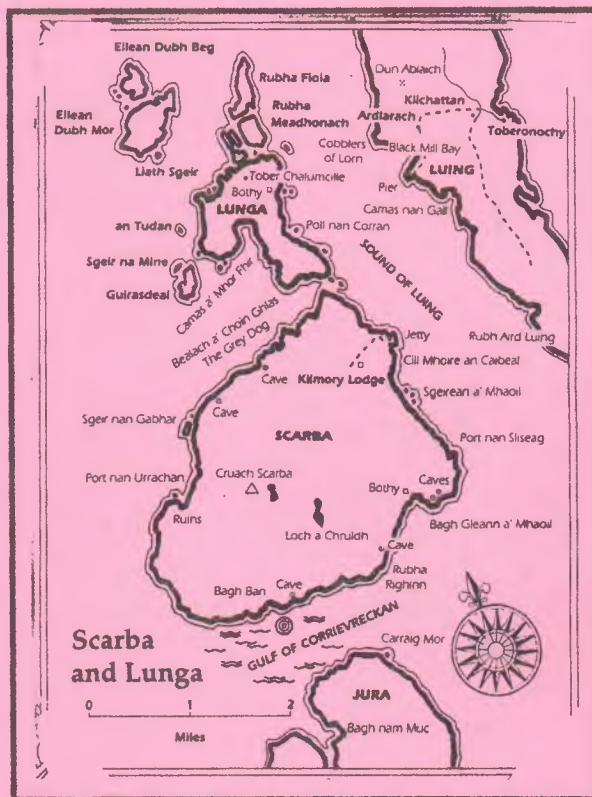 Eilean Dubh Beg
Rubha Fiola
Dun Ablaich
Kilchattan
Eilean
Dubh Mor
Rubha
Meadhonach
Ardlarach
Toberonochy
Cobblers
of Lorn
Black Mill Bay
LUING
Liath Sgeir
Tober Chalumcille
Bothy
Pier
LUNGA
Camas nan Gall
an Tudan
Poll nan Corran
Sgeir na Mine
SOUND OF LUING
Guirasdeal
Camas a' Mhor Fhir
Bealach a' Choin Ghlas
The Grey Dog
Jetty
Rubh Aird Luing
Cill Mhoire an Caibeal
Cave
Kilmory Lodge
Sgeirean a' Mhaoil
Cave
Sgeir nan Gabhar
SCARBA
Port nan Sliseag
Port nan Urrachan
Cruach Scarba
Bothy
Caves
Ruins
Loch a Chruidh
Bagh Gleann a' Mhaoil
Cave
Bagh Ban
Cave
Rubha
Righinn
GULF OF CORRIEVRECKAN
Scarba
and Lunga
Carraig Mor
JURA
0 1 2
Bagh nam Muc
Miles